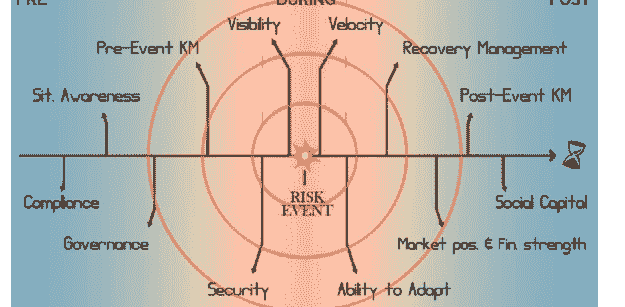 PRE DURING POST
Visibility Velocity
Pre-Event KM Recovery Management
Sit. Awareness Post-Event KM
RISK
EVENT
Compliance Social Capital
Governance Market pos. & Fin. strength
Security Ability to Adapt